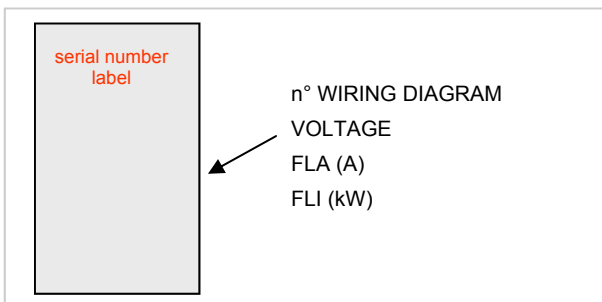 serial number
label
n° WIRING DIAGRAM
VOLTAGE
FLA (A)
FLI (kW)